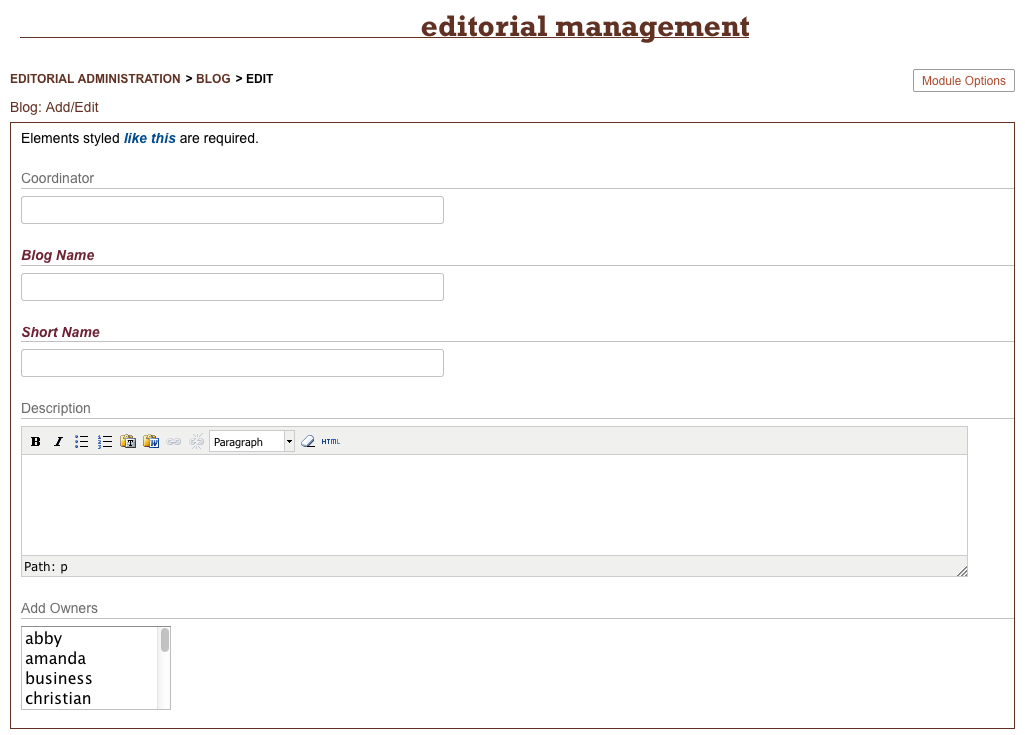 editorial management
EDITORIAL ADMINISTRATION > BLOG > EDIT
Module Options
Blog: Add/Edit
Elements styled like this are required.
Coordinator
Blog Name
Short Name
Description
B I T W Paragraph HTML
Path: p
Add Owners
abby
amanda
business
christian